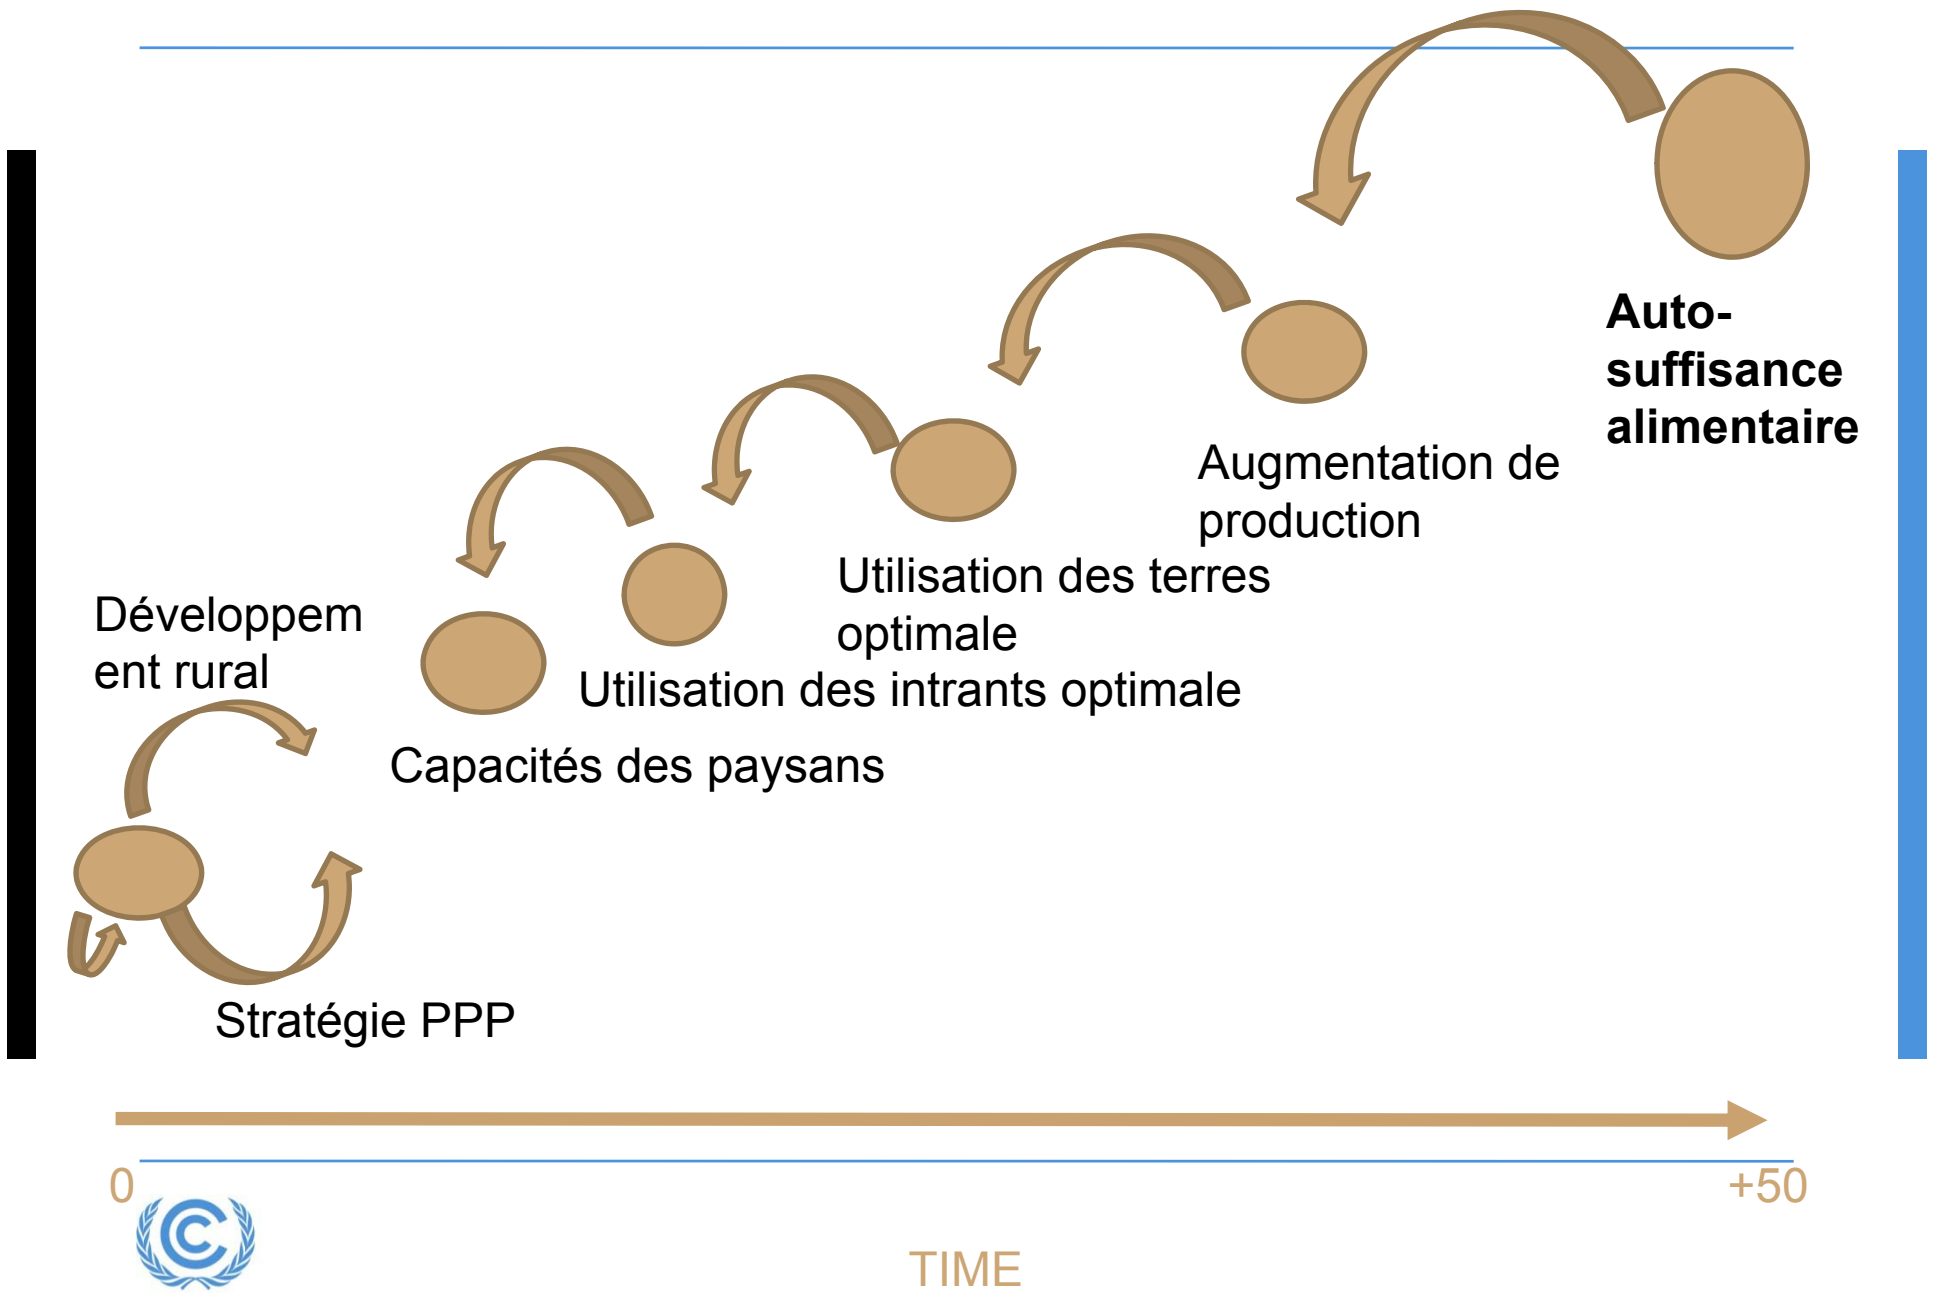 Auto-
suffisance
alimentaire
Augmentation de
production
Utilisation des terres
optimale
Développem
ent rural
Utilisation des intrants optimale
Capacités des paysans
Stratégie PPP
0
+50
TIME